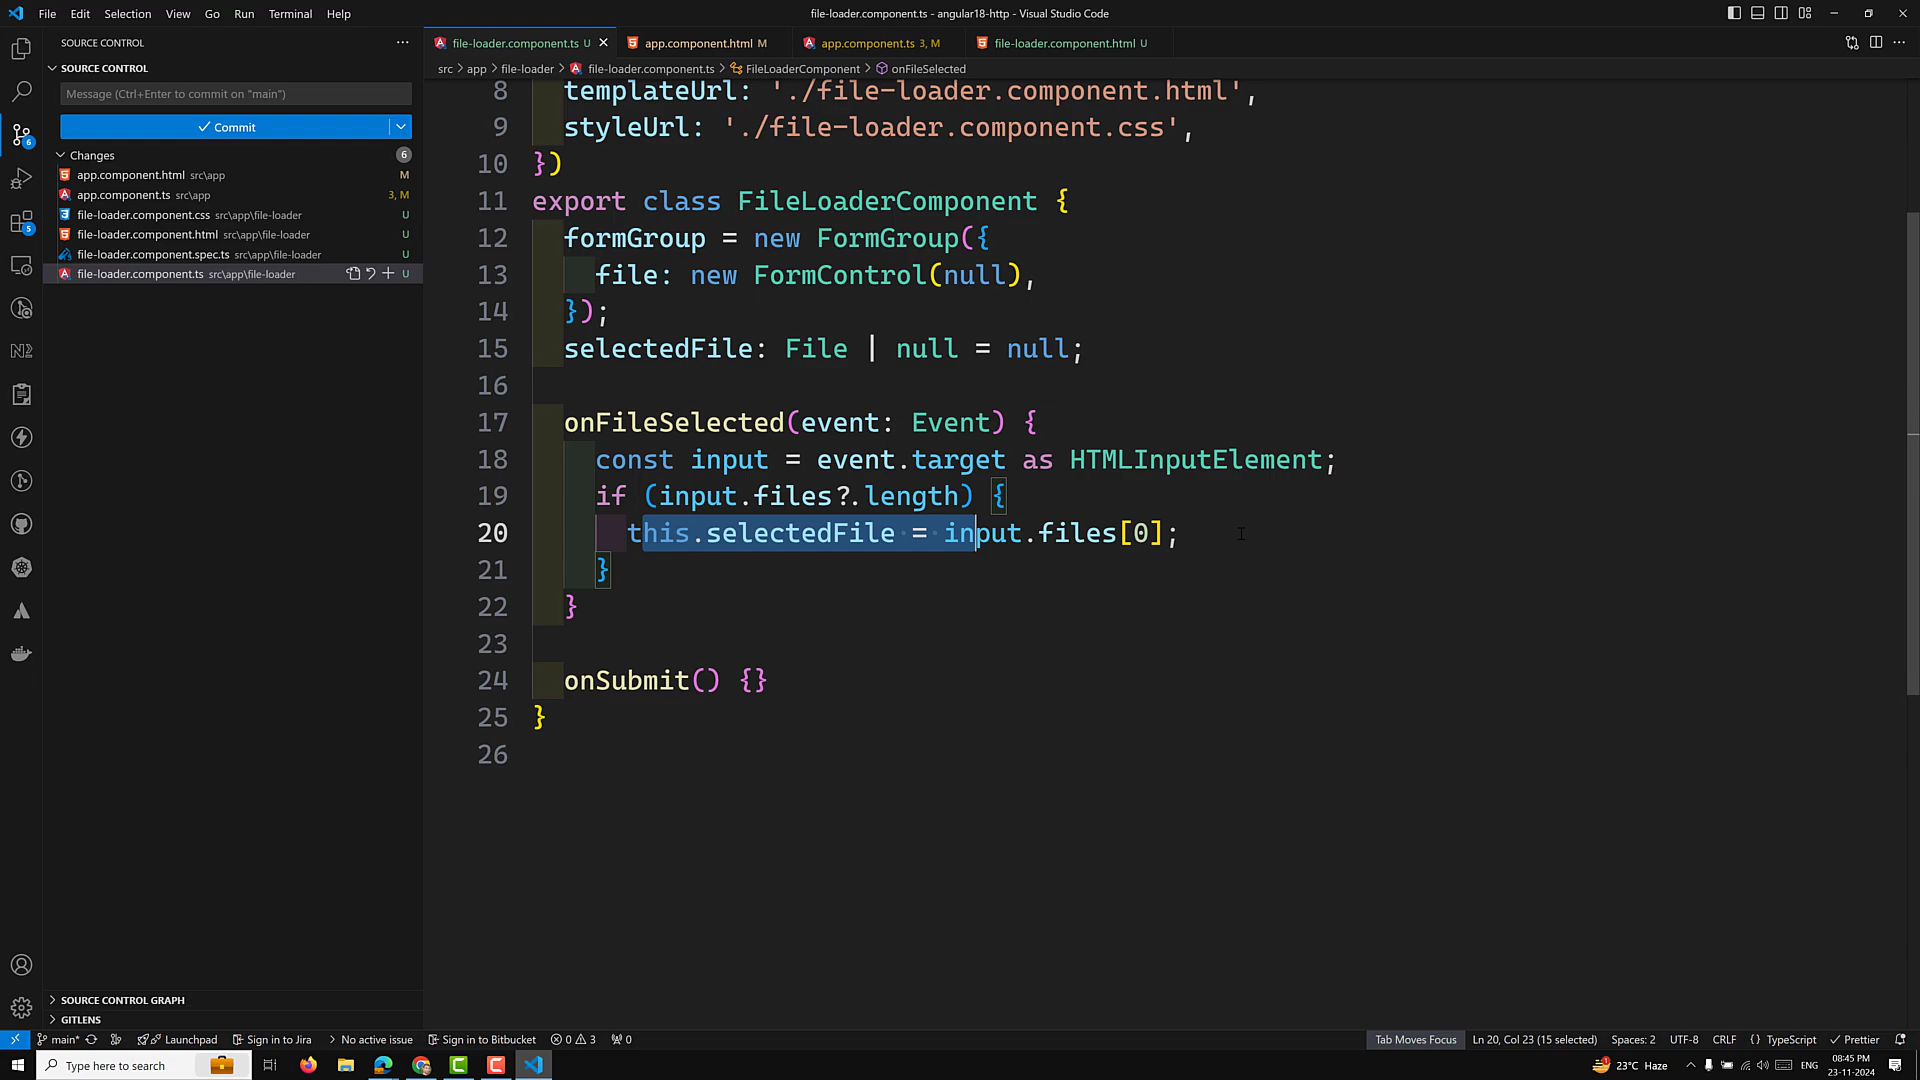 File Edit Selection View Go Run Terminal Help
file-loader.component.ts - angular18-http - Visual Studio Code
SOURCE CONTROL
SOURCE CONTROL
Message (Ctrl+Enter to commit on "main")
Commit
Changes 6
app.component.html src\app M
app.component.ts src\app 3, M
file-loader.component.css src\app\file-loader U
file-loader.component.html src\app\file-loader U
file-loader.component.spec.ts src\app\file-loader U
file-loader.component.ts src\app\file-loader U
SOURCE CONTROL GRAPH
GITLENS
6
5
file-loader.component.ts U app.component.html M app.component.ts 3, M file-loader.component.html U
src > app > file-loader > file-loader.component.ts > FileLoaderComponent > onFileSelected
8 templateUrl: './file-loader.component.html',
9 styleUrl: './file-loader.component.css',
10 })
11 export class FileLoaderComponent {
12 formGroup = new FormGroup({
13 file: new FormControl(null),
14 });
15 selectedFile: File | null = null;
16
17 onFileSelected(event: Event) {
18 const input = event.target as HTMLInputElement;
19 if (input.files?.length) {
20 this.selectedFile = input.files[0];
21 }
22 }
23
24 onSubmit() {}
25 }
26
main* Launchpad Sign in to Jira No active issue Sign in to Bitbucket 0 3 0
Tab Moves Focus Ln 20, Col 23 (15 selected) Spaces: 2 UTF-8 CRLF {} TypeScript Prettier
Type here to search
23°C Haze ENG 08:45 PM
23-11-2024